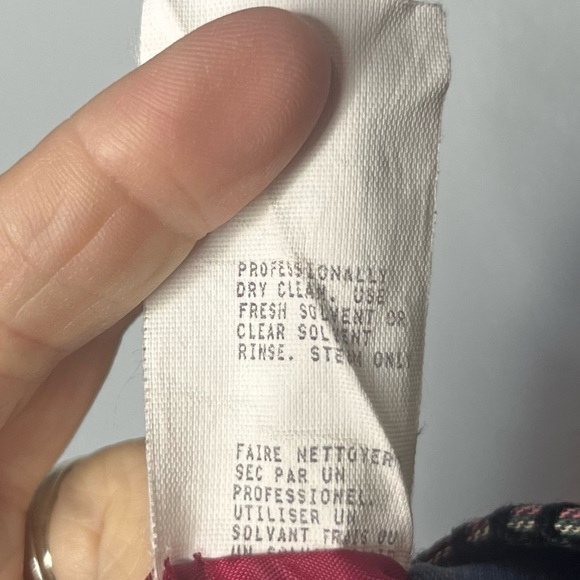 PROFESSIONALLY
DRY CLEAN. USE
FRESH SOLVENT OR
CLEAR SOLVENT
RINSE. STEAM ONLY
FAIRE NETTOYER
SEC PAR UN
PROFESSIONEL.
UTILISER UN
SOLVANT FRAIS OU
UN